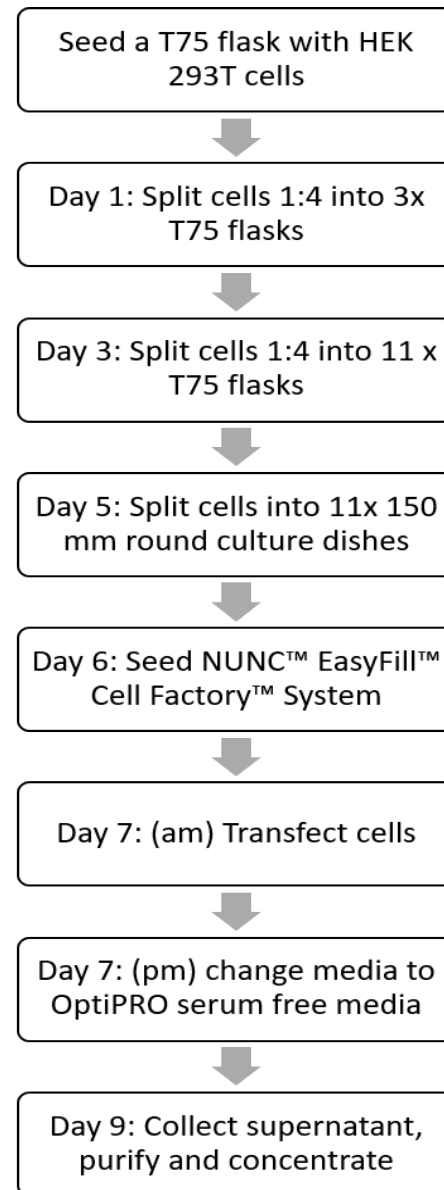 Seed a T75 flask with HEK
293T cells
Day 1: Split cells 1:4 into 3x
T75 flasks
Day 3: Split cells 1:4 into 11 x
T75 flasks
Day 5: Split cells into 11x 150
mm round culture dishes
Day 6: Seed NUNC™ EasyFill™
Cell Factory™ System
Day 7: (am) Transfect cells
Day 7: (pm) change media to
OptiPRO serum free media
Day 9: Collect supernatant,
purify and concentrate